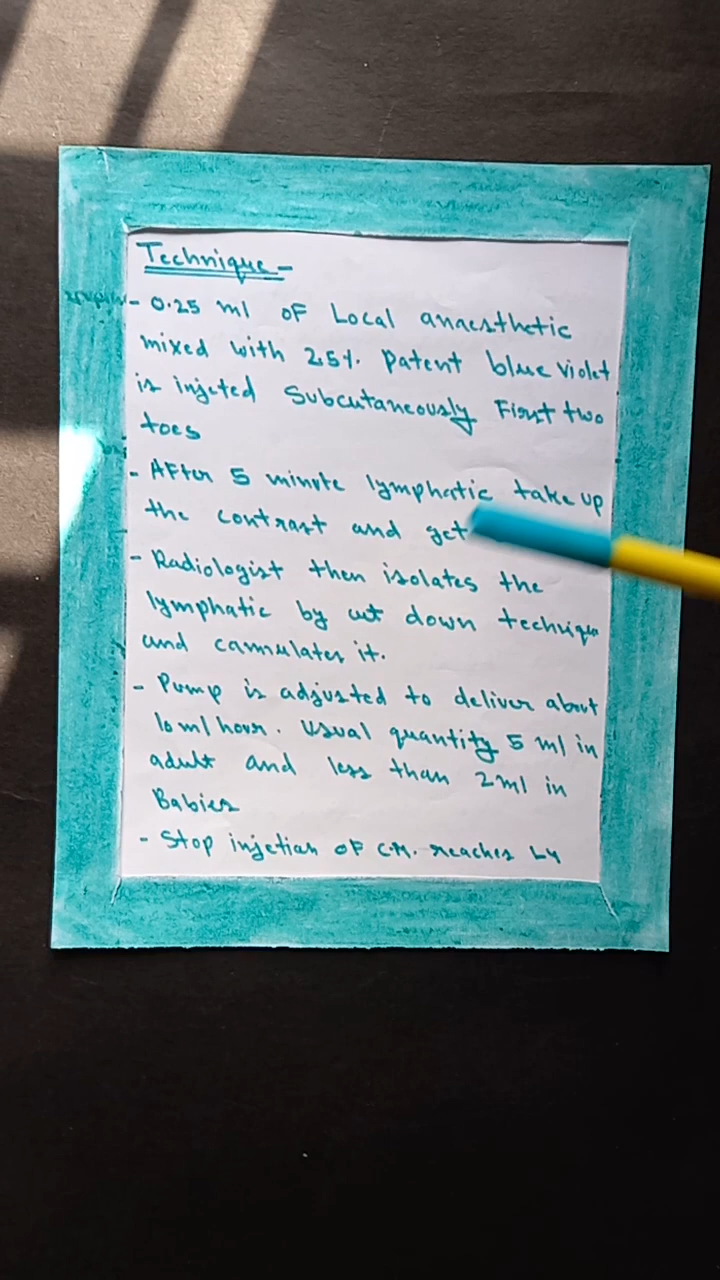 Technique -
- 0.25 ml of Local anaesthetic
mixed with 2.5%. Patent blue violet
is injeted Subcutaneously First two
toes
- After 5 minute lymphatic take up
the contrast and get
- Radiologist then isolates the
lymphatic by cut down technique
and cannulates it.
- Pump is adjusted to deliver about
10 ml/hour. Usual quantity 5 ml in
adult and less than 2 ml in
Babies
- Stop injetion of C.M. reaches L4